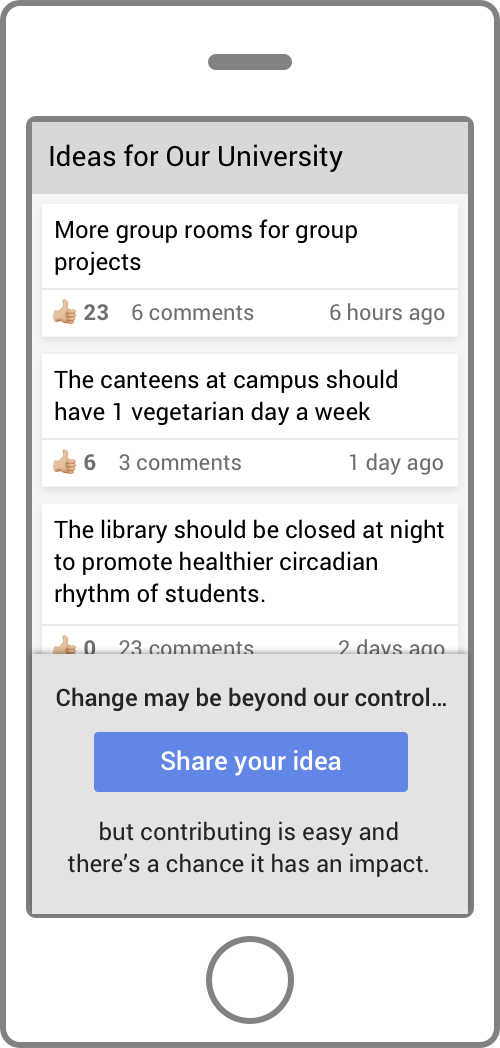 Ideas for Our University
More group rooms for group
projects
23 6 comments 6 hours ago
The canteens at campus should
have 1 vegetarian day a week
6 3 comments 1 day ago
The library should be closed at night
to promote healthier circadian
rhythm of students.
0 23 comments 2 days ago
Change may be beyond our control...
Share your idea
but contributing is easy and
there's a chance it has an impact.